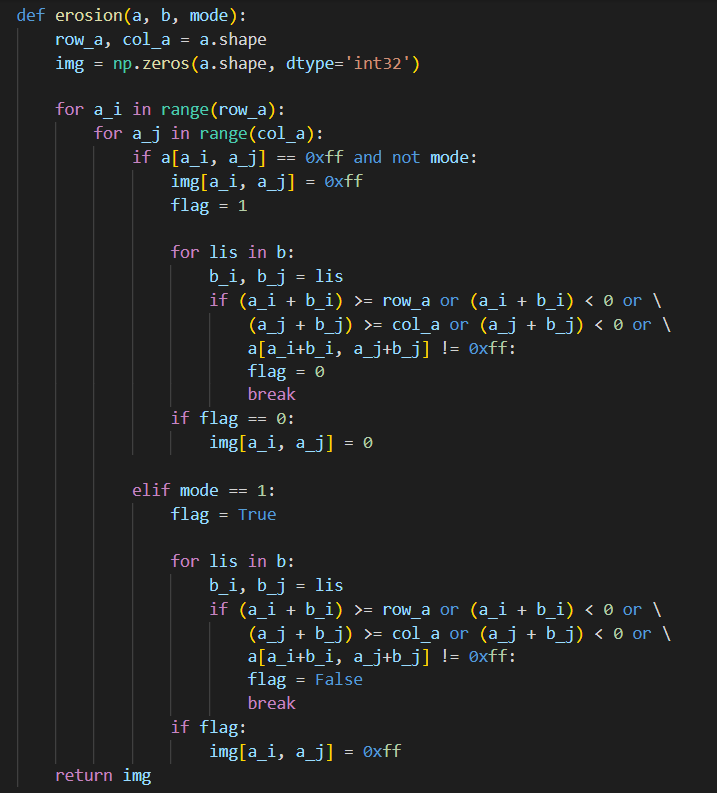 def erosion(a, b, mode):
    row_a, col_a = a.shape
    img = np.zeros(a.shape, dtype='int32')

    for a_i in range(row_a):
        for a_j in range(col_a):
            if a[a_i, a_j] == 0xff and not mode:
                img[a_i, a_j] = 0xff
                flag = 1

                for lis in b:
                    b_i, b_j = lis
                    if (a_i + b_i) >= row_a or (a_i + b_i) < 0 or \
                        (a_j + b_j) >= col_a or (a_j + b_j) < 0 or \
                        a[a_i+b_i, a_j+b_j] != 0xff:
                        flag = 0
                        break
                if flag == 0:
                    img[a_i, a_j] = 0

            elif mode == 1:
                flag = True

                for lis in b:
                    b_i, b_j = lis
                    if (a_i + b_i) >= row_a or (a_i + b_i) < 0 or \
                        (a_j + b_j) >= col_a or (a_j + b_j) < 0 or \
                        a[a_i+b_i, a_j+b_j] != 0xff:
                        flag = False
                        break
                if flag:
                    img[a_i, a_j] = 0xff
    return img